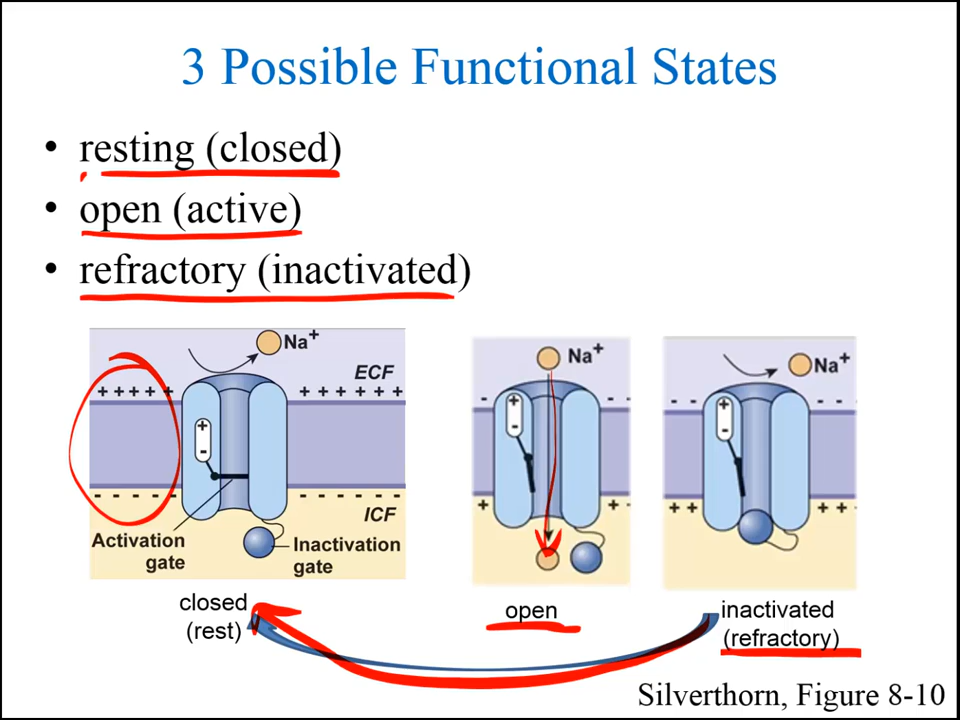 3 Possible Functional States
• resting (closed)
• open (active)
• refractory (inactivated)
Na+
ECF
+++++ ++++++
+
-
----- ------
ICF
Activation
gate
Inactivation
gate
closed
(rest)
Na+
- --
+
-
+ +
open
Na+
-- --
+
-
++ ++
inactivated
(refractory)
Silverthorn, Figure 8-10